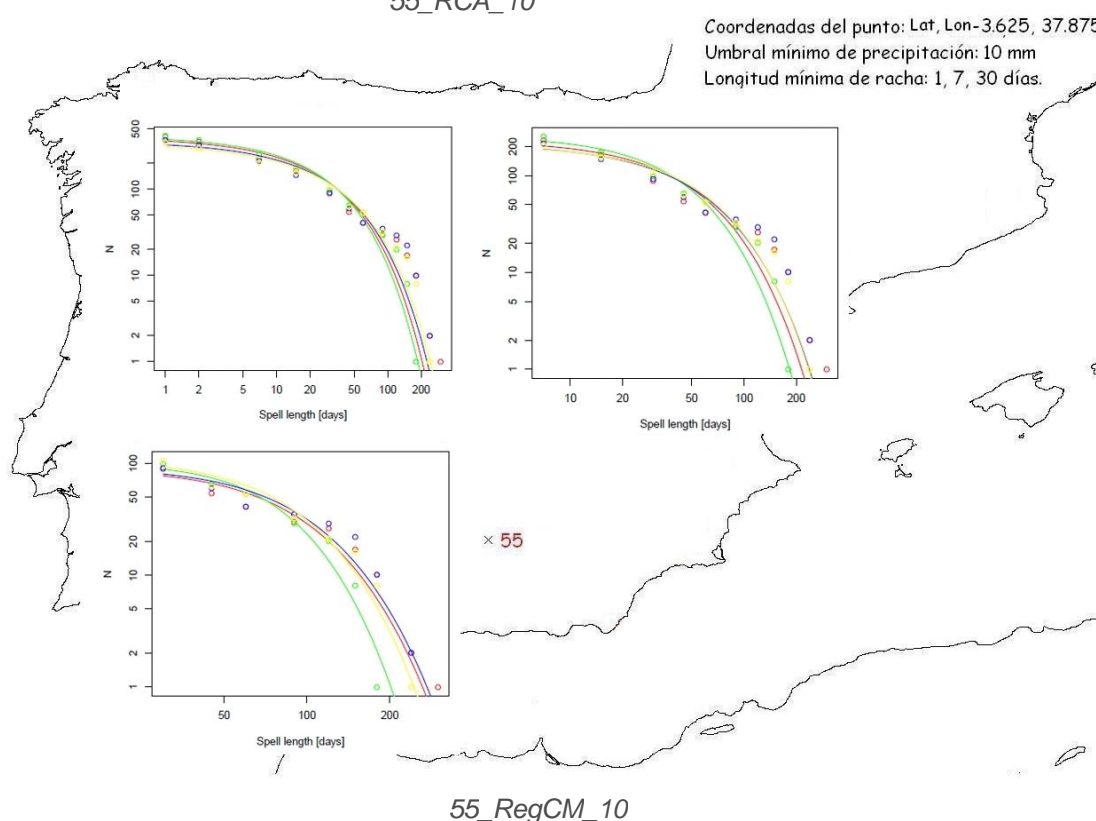 55_RCA_10
Coordenadas del punto: Lat, Lon-3.625, 37.875
Umbral mínimo de precipitación: 10 mm
Longitud mínima de racha: 1, 7, 30 días.
500
100
50
20
10
5
2
1
N
1 2 5 10 20 50 100 200
Spell length [days]
200
100
50
20
10
5
2
1
N
10 20 50 100 200
Spell length [days]
100
50
20
10
5
2
1
N
50 100 200
Spell length [days]
× 55
55_RegCM_10